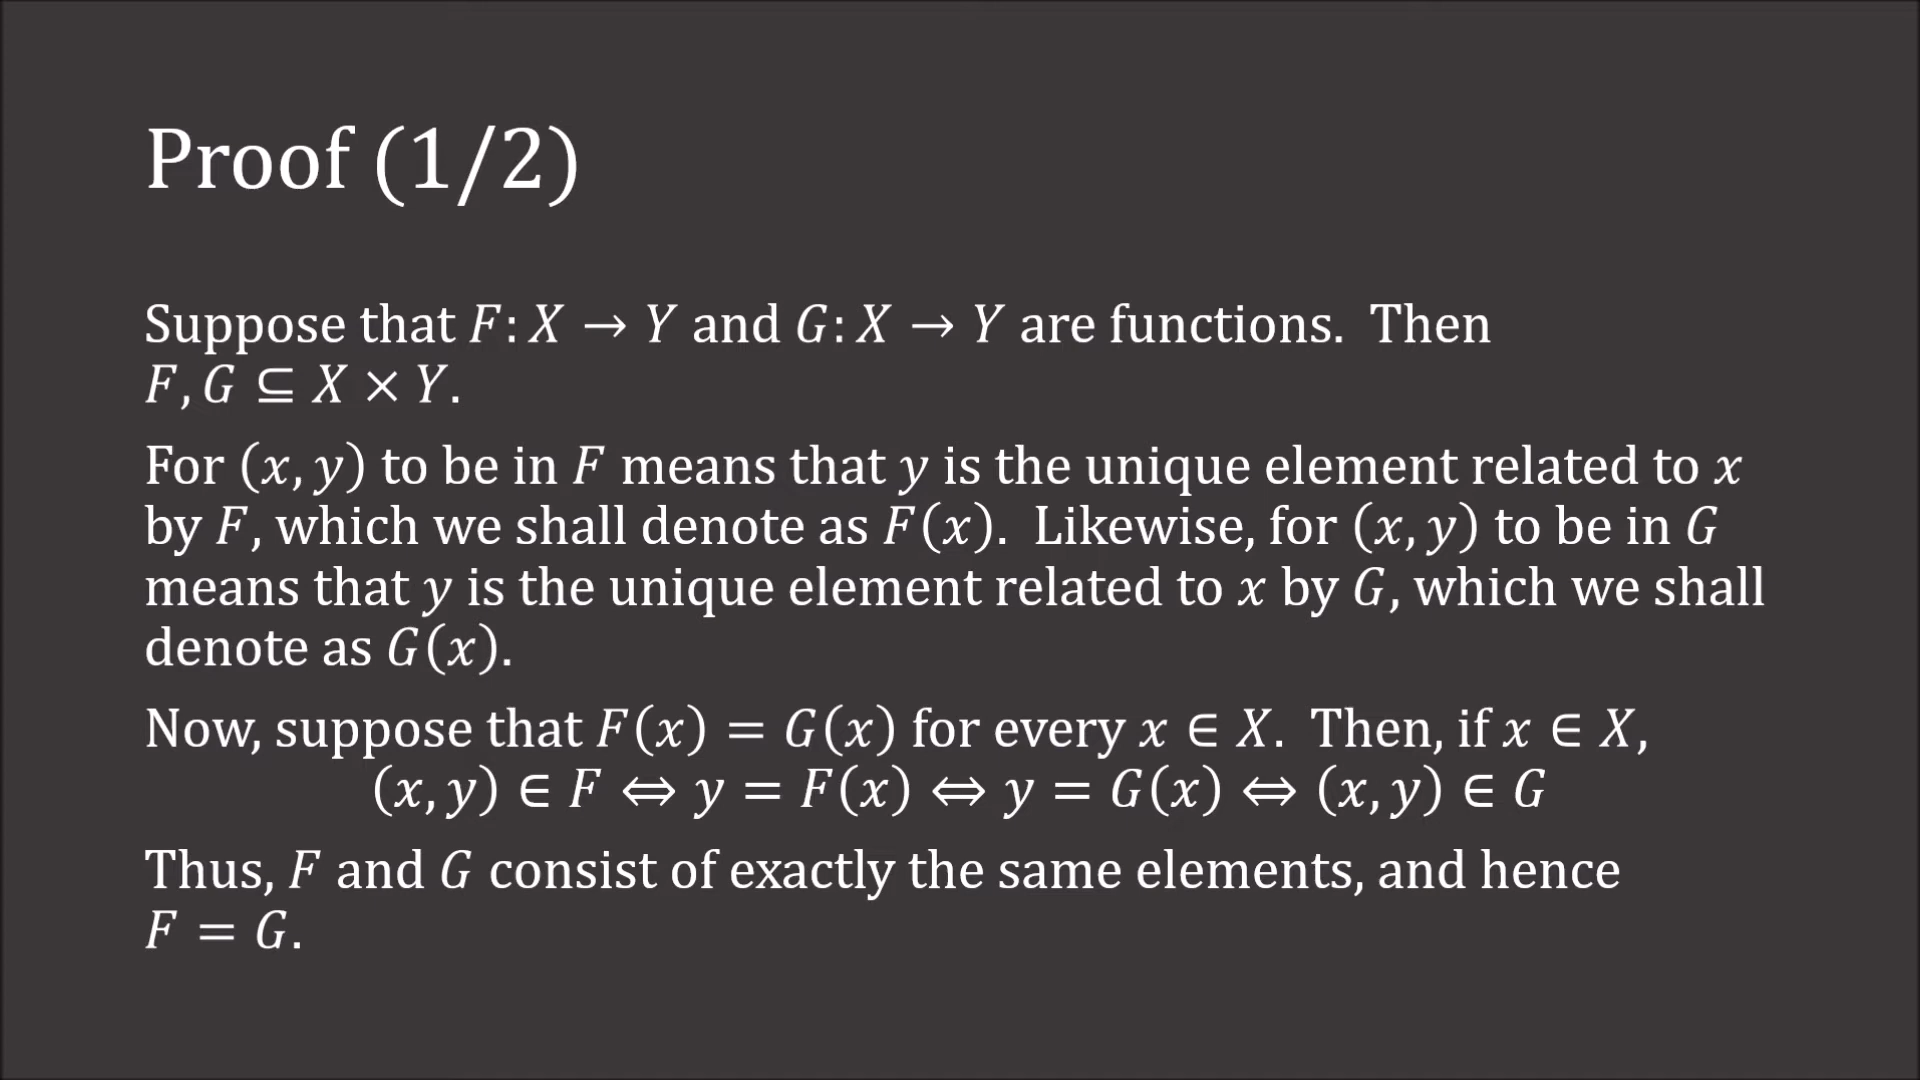 Proof (1/2)
Suppose that F: X → Y and G: X → Y are functions. Then
F, G ⊆ X × Y.
For (x, y) to be in F means that y is the unique element related to x
by F, which we shall denote as F(x). Likewise, for (x, y) to be in G
means that y is the unique element related to x by G, which we shall
denote as G(x).
Now, suppose that F(x) = G(x) for every x ∈ X. Then, if x ∈ X,
(x, y) ∈ F ⇔ y = F(x) ⇔ y = G(x) ⇔ (x, y) ∈ G
Thus, F and G consist of exactly the same elements, and hence
F = G.